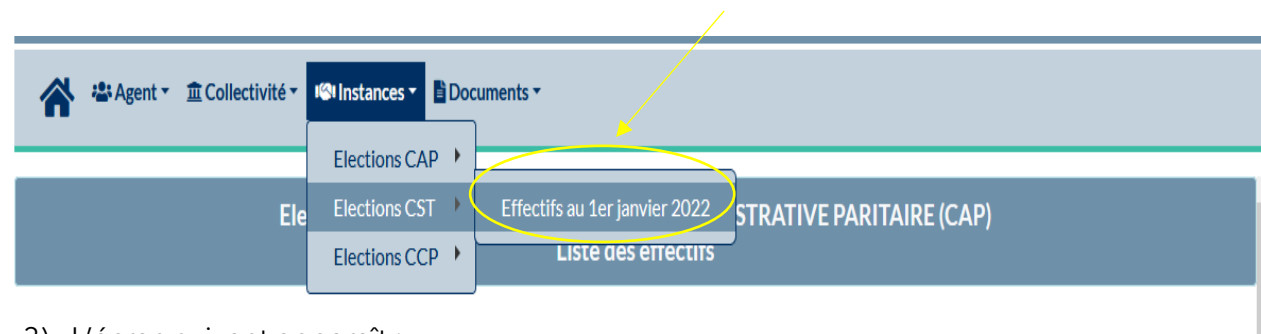 Agent Collectivité Instances Documents
Elections CAP
Elections CST Effectifs au 1er janvier 2022
Elections CCP
STRATIVE PARITAIRE (CAP)
Liste des effectifs